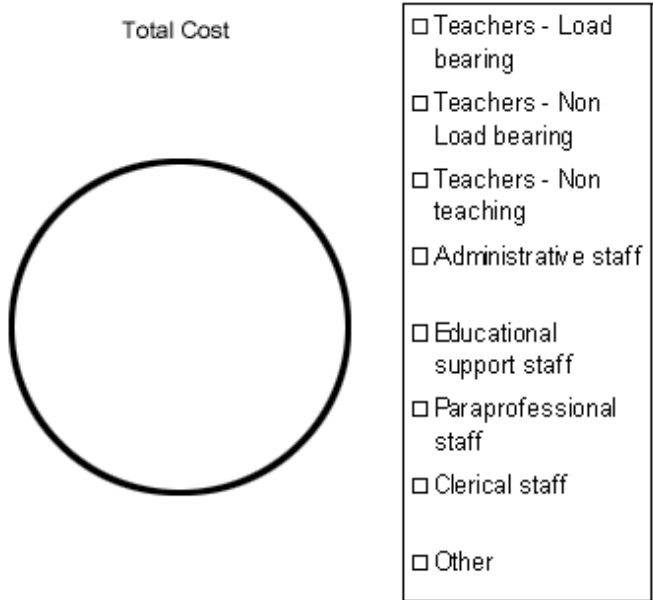 Total Cost
Teachers - Load
bearing
Teachers - Non
Load bearing
Teachers - Non
teaching
Administrative staff
Educational
support staff
Paraprofessional
staff
Clerical staff
Other